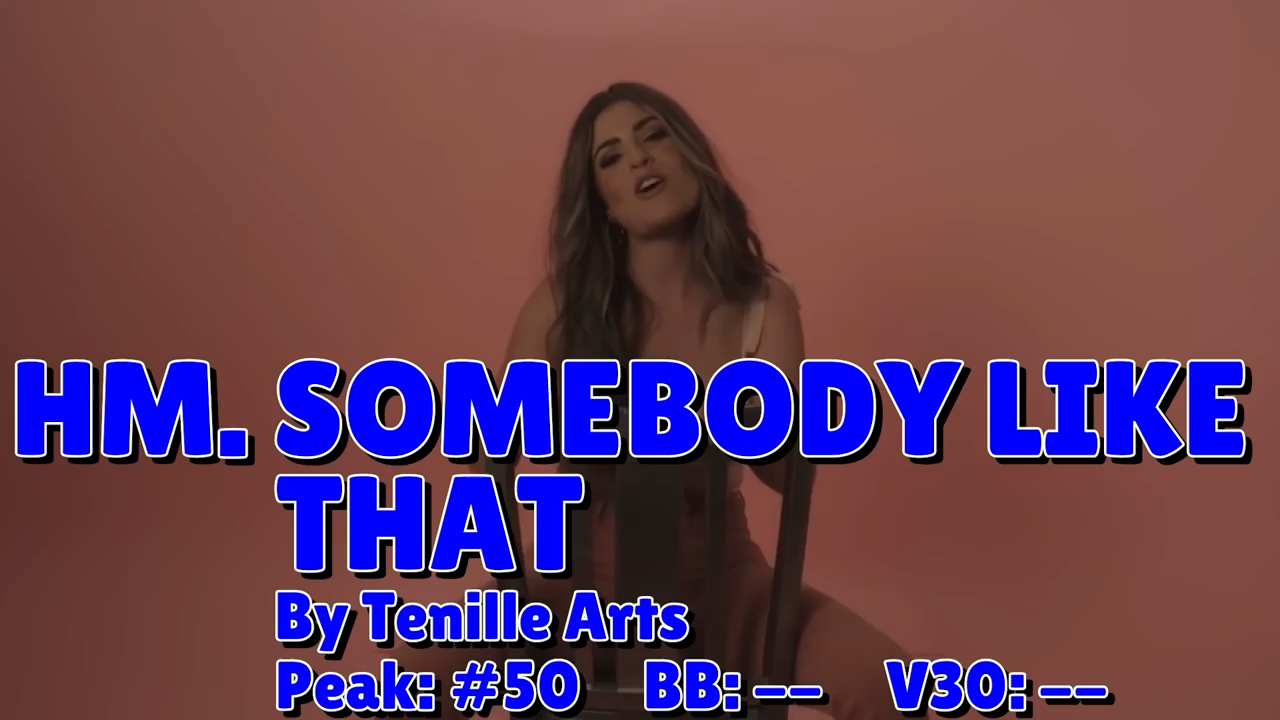 HM. SOMEBODY LIKE
THAT
By Tenille Arts
Peak: #50 BB: -- V30: --